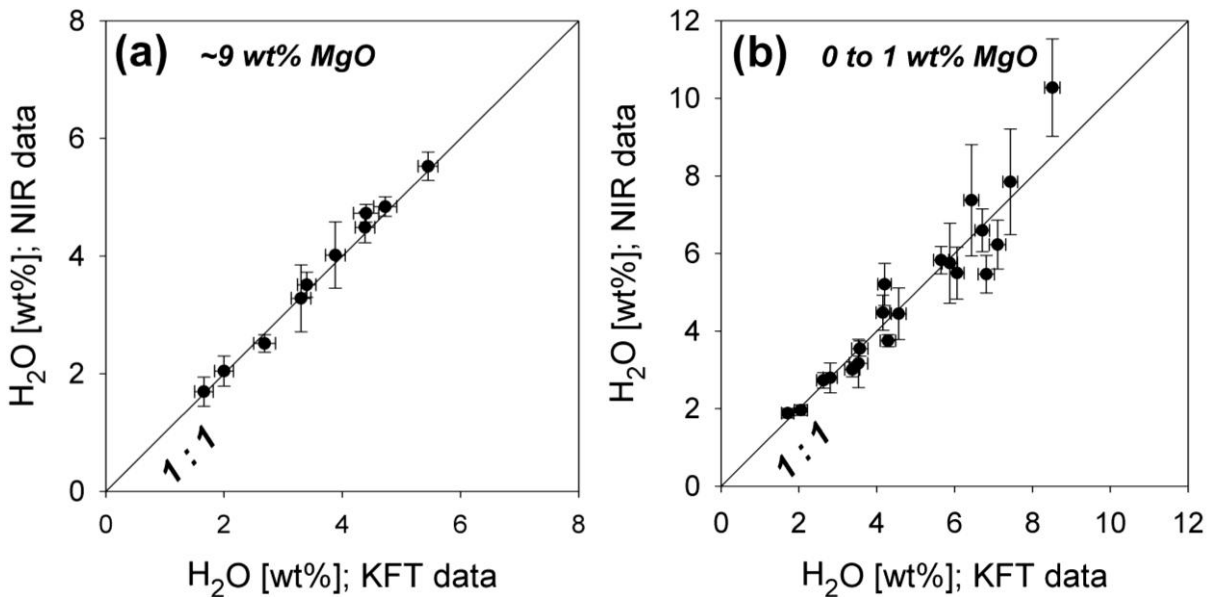 (a) ~9 wt% MgO
8
6
4
2
0
H₂O [wt%]; NIR data
1:1
0 2 4 6 8
H₂O [wt%]; KFT data
(b) 0 to 1 wt% MgO
12
10
8
6
4
2
0
H₂O [wt%]; NIR data
1:1
0 2 4 6 8 10 12
H₂O [wt%]; KFT data